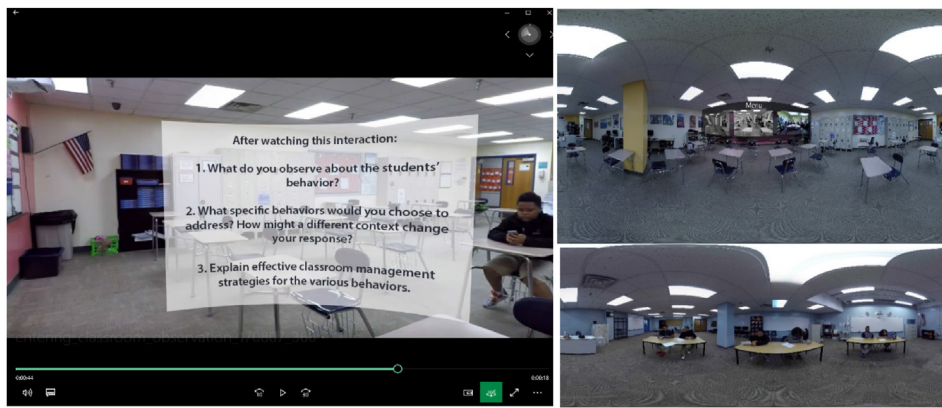 After watching this interaction:
1. What do you observe about the students'
behavior?
2. What specific behaviors would you choose to
address? How might a different context change
your response?
3. Explain effective classroom management
strategies for the various behaviors.
0:00:44
0:00:18
10
30
Menu